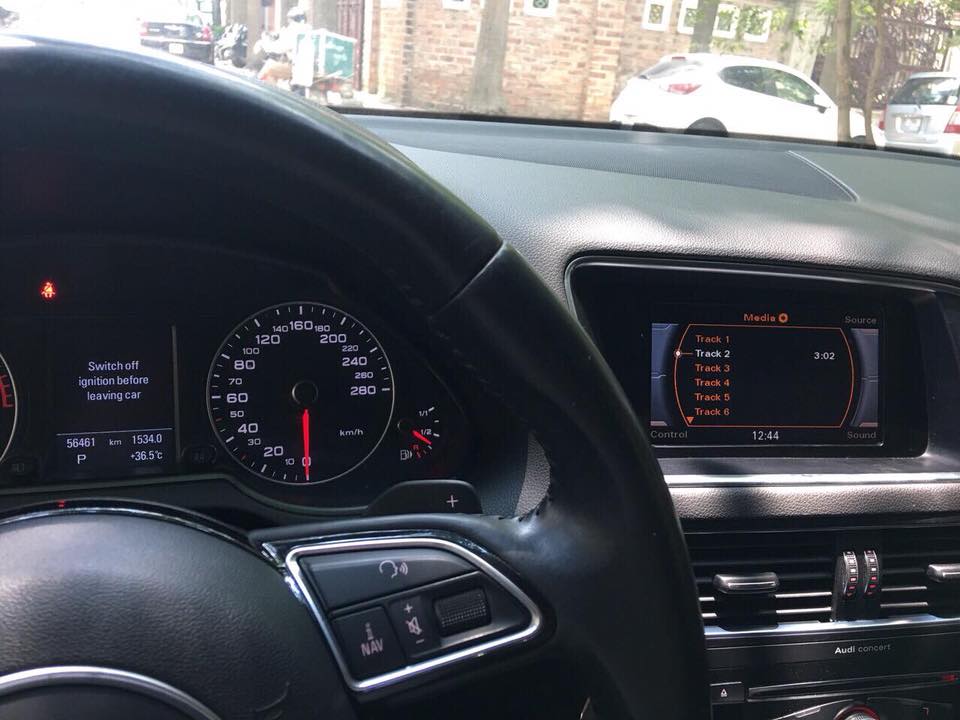 Switch off
ignition before
leaving car
56461 km 1534.0
P +36.5°C
0
10
20
30
40
50
60
70
80
100
120
140
160
180
200
220
240
260
280
km/h
1/1
1/2
R
+
NAV
+
-
Media
Source
Track 1
Track 2 3:02
Track 3
Track 4
Track 5
Track 6
Control 12:44 Sound
Audi concert